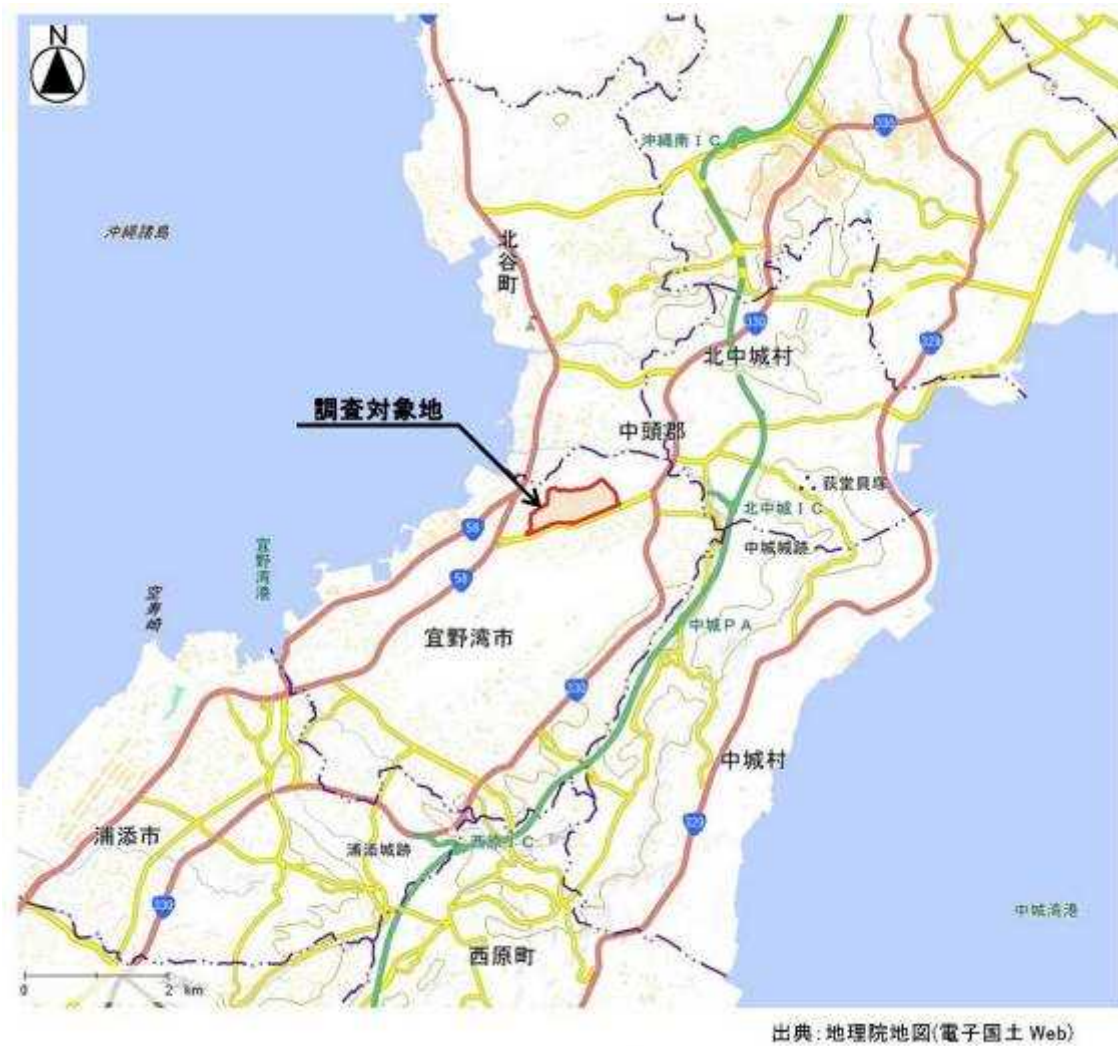 N
330
沖縄南IC
沖縄諸島
北谷町
330
北中城村
329
調査対象地
中頭郡
荻堂貝塚
北中城IC
58
中城城跡
宜野湾港
空寿崎
58
中城PA
宜野湾市
330
中城村
329
浦添市
浦添城跡
西原IC
330
中城湾港
西原町
0
2 km
出典:地理院地図(電子国土 Web)